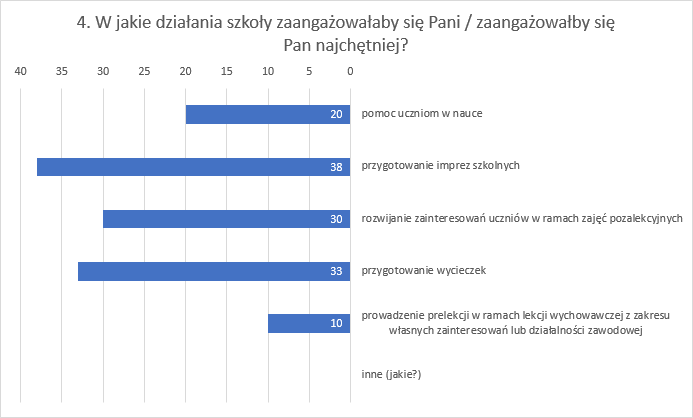 4. W jakie działania szkoły zaangażowałaby się Pani / zaangażowałby się
Pan najchętniej?
40 35 30 25 20 15 10 5 0
20 pomoc uczniom w nauce
38 przygotowanie imprez szkolnych
30 rozwijanie zainteresowań uczniów w ramach zajęć pozalekcyjnych
33 przygotowanie wycieczek
10 prowadzenie prelekcji w ramach lekcji wychowawczej z zakresu
własnych zainteresowań lub działalności zawodowej
inne (jakie?)